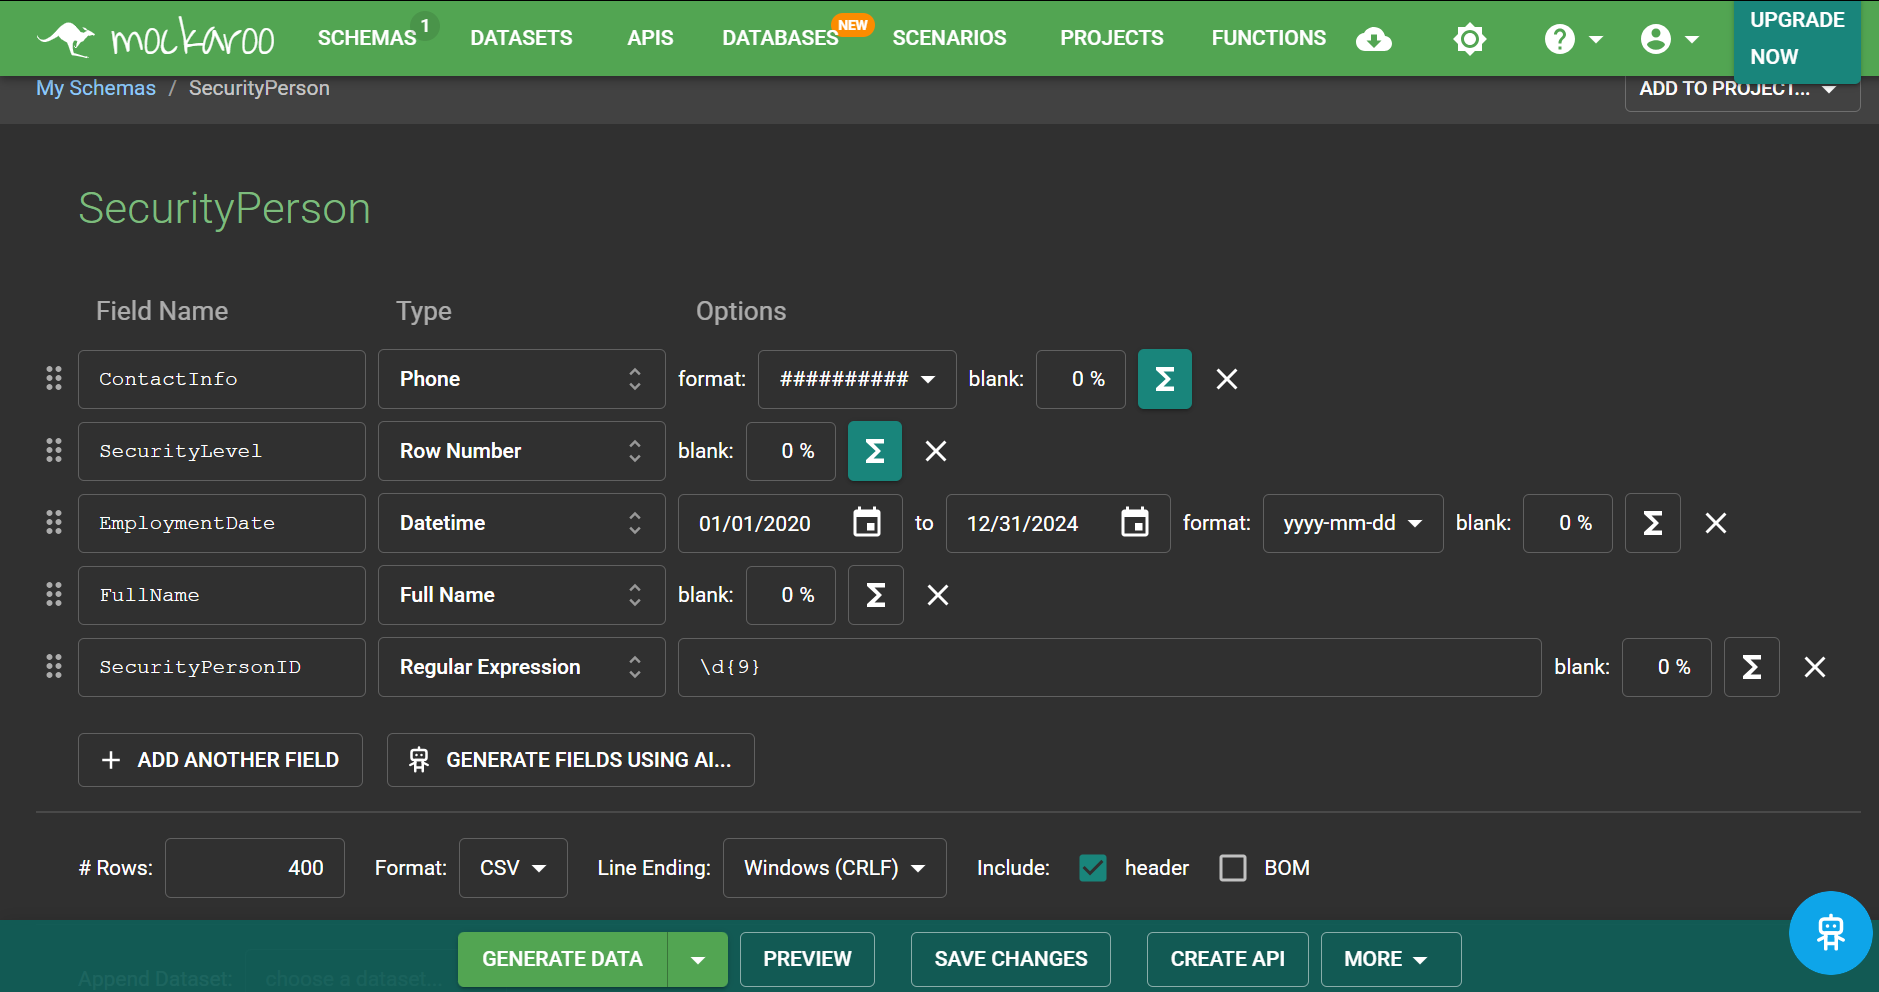 mockaroo
SCHEMAS 1 DATASETS APIS DATABASES NEW SCENARIOS PROJECTS FUNCTIONS
UPGRADE
NOW
My Schemas / SecurityPerson
ADD TO PROJECT...
SecurityPerson
Field Name Type Options
ContactInfo Phone format: ########## blank: 0 % Σ
SecurityLevel Row Number blank: 0 % Σ
EmploymentDate Datetime 01/01/2020 to 12/31/2024 format: yyyy-mm-dd blank: 0 % Σ
FullName Full Name blank: 0 % Σ
SecurityPersonID Regular Expression \d{9} blank: 0 % Σ
+ ADD ANOTHER FIELD GENERATE FIELDS USING AI...
# Rows: 400 Format: CSV Line Ending: Windows (CRLF) Include: header BOM
GENERATE DATA PREVIEW SAVE CHANGES CREATE API MORE
Append Dataset: choose a dataset...